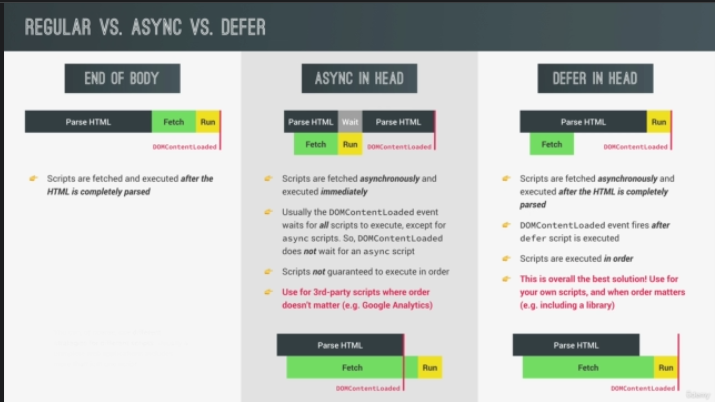 REGULAR VS. ASYNC VS. DEFER
END OF BODY
Parse HTML
Fetch
Run
DOMContentLoaded
Scripts are fetched and executed after the
HTML is completely parsed
ASYNC IN HEAD
Parse HTML
Wait
Parse HTML
Fetch
Run
DOMContentLoaded
Scripts are fetched asynchronously and
executed immediately
Usually the DOMContentLoaded event
waits for all scripts to execute, except for
async scripts. So, DOMContentLoaded
does not wait for an async script
Scripts not guaranteed to execute in order
Use for 3rd-party scripts where order
doesn't matter (e.g. Google Analytics)
Parse HTML
Fetch
Run
DOMContentLoaded
DEFER IN HEAD
Parse HTML
Run
Fetch
DOMContentLoaded
Scripts are fetched asynchronously and
executed after the HTML is completely
parsed
DOMContentLoaded event fires after
defer script is executed
Scripts are executed in order
This is overall the best solution! Use for
your own scripts, and when order matters
(e.g. including a library)
Parse HTML
Fetch
Run
DOMContentLoaded
Udemy